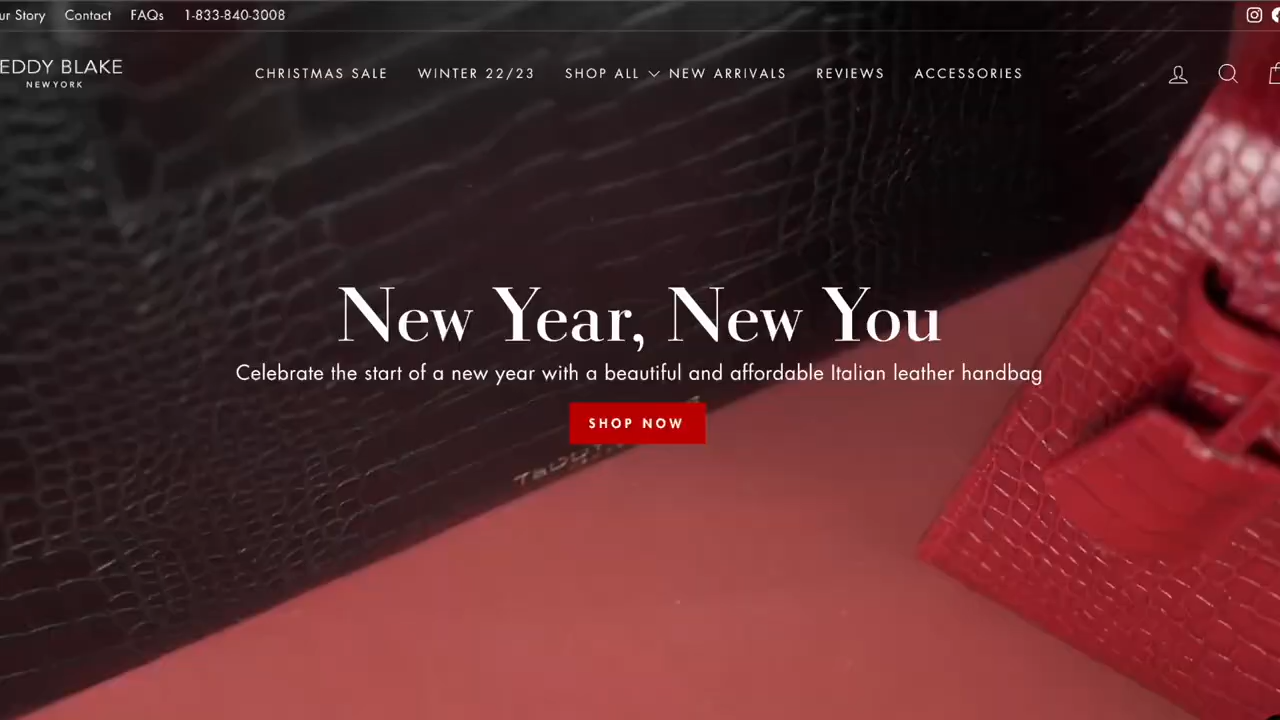 ur Story Contact FAQs 1-833-840-3008
EDDY BLAKE
NEW YORK
CHRISTMAS SALE WINTER 22/23 SHOP ALL NEW ARRIVALS REVIEWS ACCESSORIES
New Year, New You
Celebrate the start of a new year with a beautiful and affordable Italian leather handbag
SHOP NOW